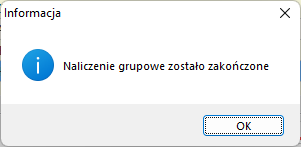 Informacja
Naliczenie grupowe zostało zakończone
OK